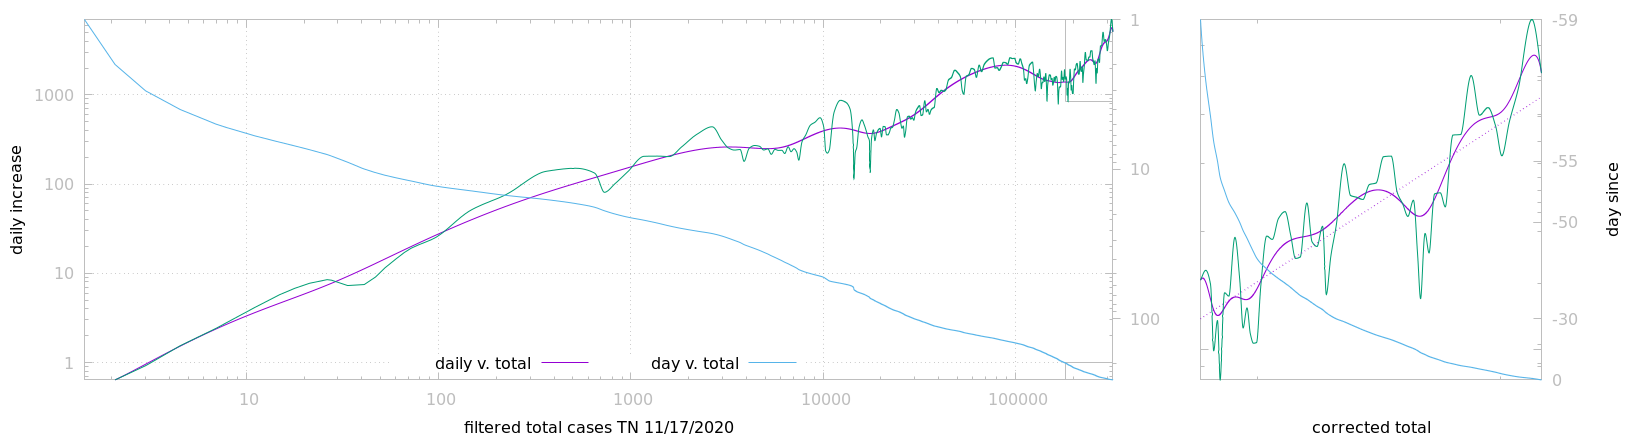 daily increase
1000
100
10
1
daily v. total
day v. total
10
100
1000
10000
100000
filtered total cases TN 11/17/2020
1
10
100
-59
-55
-50
-30
0
day since
corrected total